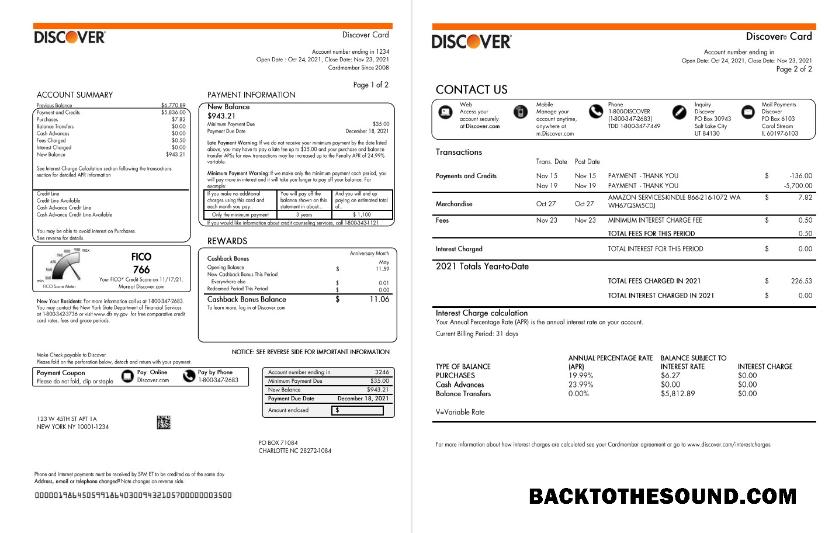 DISCOVER
Discover Card
Account number ending in 1234
Open Date : Oct 24, 2021, Close Date: Nov 23, 2021
Cardmember Since 2008
Page 1 of 2
ACCOUNT SUMMARY
Previous Balance $6,770.89
Payment and Credits $5,836.00
Purchases $7.82
Balance Transfers $0.00
Cash Advances $0.00
Fees Charged $0.50
Interest Charged $0.00
New Balance $943.21
See Interest Charge Calculation section following the transactions
section for detailed APR information
Credit Line
Credit Line Available
Cash Advance Credit Line
Cash Advance Credit Line Available
You may be able to avoid interest on Purchases.
See reverse for details
FICO
766
Your FICO® Credit Score on 11/17/21.
FICO Score Meter
More at Discover.com
New York Residents: For more information call us at 1-800-347-2683.
You may contact the New York State Department of Financial Services
card rates, fees and grace periods.
PAYMENT INFORMATION
New Balance
$943.21
Minimum Payment Due $35.00
Payment Due Date December 18, 2021
Late Payment Warning: If we do not receive your minimum payment by the date listed
above, you may have to pay a late fee up to $35.00 and your purchase and balance
transfer APRs for new transactions may be increased up to the Penalty APR of 24.99%
variable.
Minimum Payment Warning: If we make only the minimum payment each period, you
will pay more in interest and it will take you longer to pay off your balance. For
example:
If you make no additional
charges using this card and
each month you pay.
You will pay off the
balance shown on this
statement in about...
And you will end up
paying an estimated total
of...
Only the minimum payment 3 years $ 1,100
If you would like information about credit counseling services, call 1-800-343-1121
REWARDS
Cashback Bonus
Anniversary Month
May
Opening Balance $ 11.59
New Cashback Bonus This Period
Everywhere else 0.01
Redeemed Period This Period $ 0.00
Cashback Bonus Balance $ 11.06
To learn more, log in at Discover.com
NOTICE: SEE REVERSE SIDE FOR IMPORTANT INFORMATION
Make Check payable to Discover
Please fold on the perforation below, detach and return with your payment
Payment Coupon
Please do not fold, clip or staple
Pay Online
Discover.com
Pay by Phone
1-800-347-2683
Account number ending in 3246
Minimum Payment Due $35.00
New Balance $943.21
Payment Due Date December 18, 2021
Amount enclosed $
123 W 45TH ST APT 1A
NEW YORK NY 10001-1234
PO BOX 71084
CHARLOTTE NC 28272-1084
Phone and Internet payments must be received by 5PM ET to be credited as of the same day
Address, email or telephone changed? Note changes on reverse side.
DISCOVER
Discover® Card
Account number ending in
Open Date: Oct 24, 2021, Close Date: Nov 23, 2021
Page 2 of 2
CONTACT US
Web
Access your
account securely.
at Discover.com
Mobile
Manage your
account anytime,
anywhere at
m.Discover.com
Phone
1-800-DISCOVER
(1-800-347-2683)
TDD 1-800-347-7449
Inquiry
Discover
PO Box 30943
Salt Lake City
UT 84130
Mail Payments
Discover
PO Box 6103
Carol Stream
IL 60197-6103
Transactions
Trans. Date Post Date
Payments and Credits Nov 15 Nov 15 PAYMENT - THANK YOU $ -136.00
Nov 19 Nov 19 PAYMENT - THANK YOU -5,700.00
Merchandise Oct 27 Oct 27 AMAZON SERVICES-KINDLE 866-216-1072 WA $ 7.82
Fees Nov 23 Nov 23 MINIMUM INTEREST CHARGE FEE $ 0.50
TOTAL FEES FOR THIS PERIOD 0.50
Interest Charged TOTAL INTEREST FOR THIS PERIOD $ 0.00
2021 Totals Year-to-Date
TOTAL FEES CHARGED IN 2021 $ 226.53
TOTAL INTEREST CHARGED IN 2021 $ 0.00
Interest Charge calculation
Your Annual Percentage Rate (APR) is the annual interest rate on your account.
Current Billing Period: 31 days
TYPE OF BALANCE
ANNUAL PERCENTAGE RATE
(APR)
BALANCE SUBJECT TO
INTEREST RATE
INTEREST CHARGE
PURCHASES 19.99% $6.27 $0.00
Cash Advances 23.99% $0.00 $0.00
Balance Transfers 0.00% $5,812.89 $0.00
V=Variable Rate
For more information about how interest charges are calculated see your Cardmember agreement or go to www.discover.com/interestcharges
BACKTOTHESOUND.COM